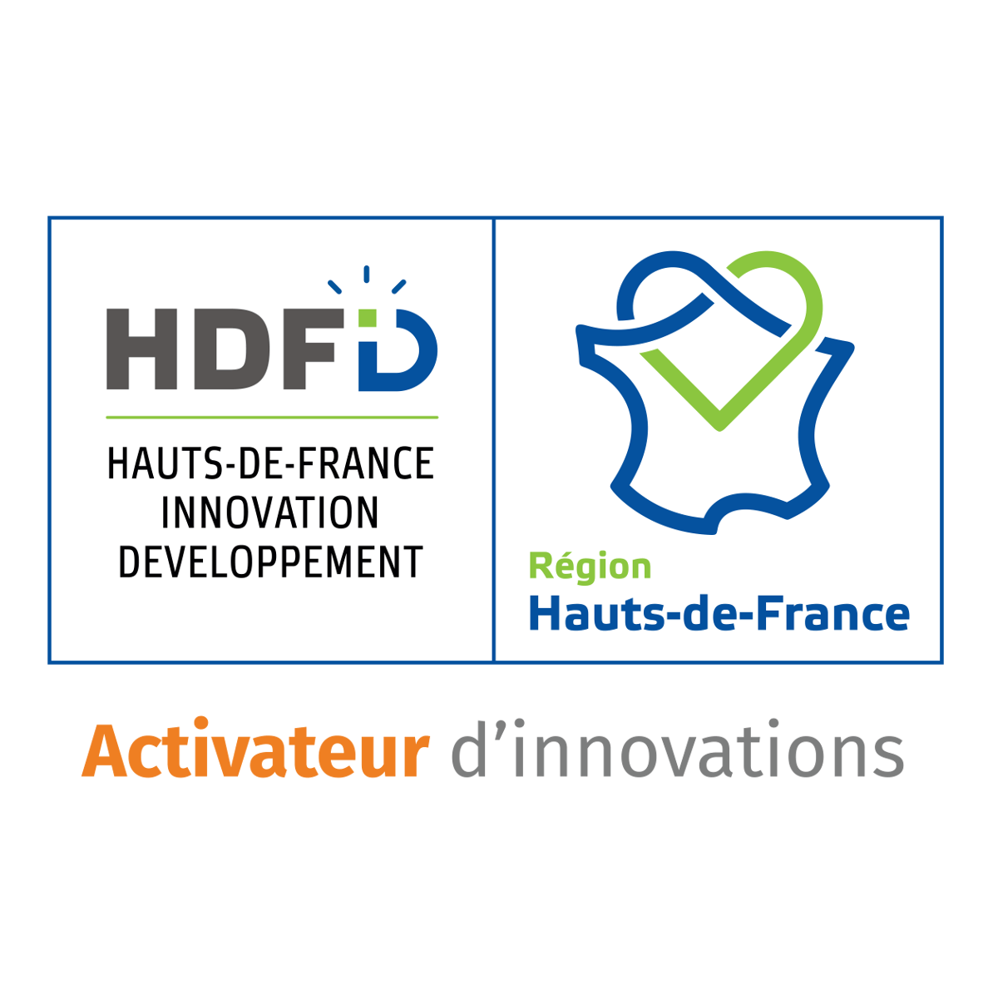 HDFID
HAUTS-DE-FRANCE
INNOVATION
DEVELOPPEMENT
Région
Hauts-de-France
Activateur d’innovations